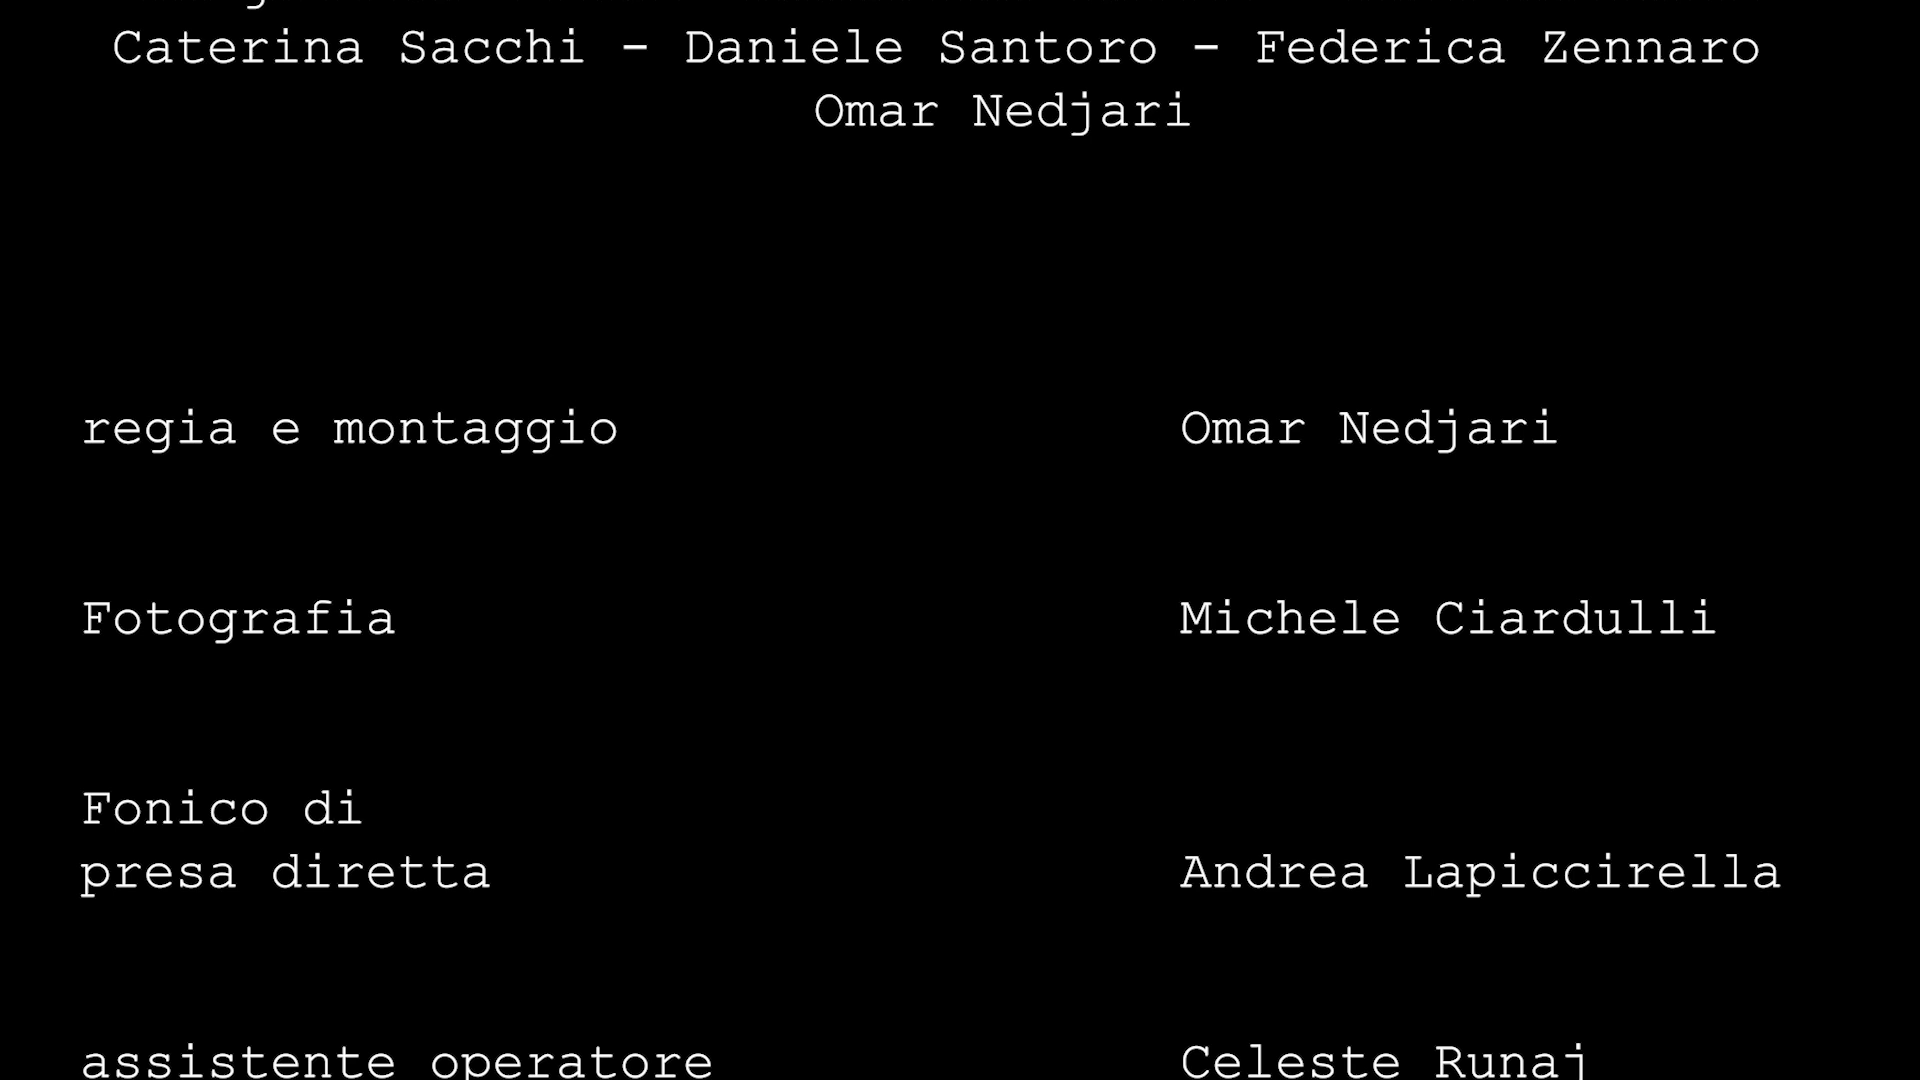 Caterina Sacchi - Daniele Santoro - Federica Zennaro
Omar Nedjari
regia e montaggio Omar Nedjari
Fotografia Michele Ciardulli
Fonico di
presa diretta Andrea Lapiccirella
assistente operatore Celeste Runaj